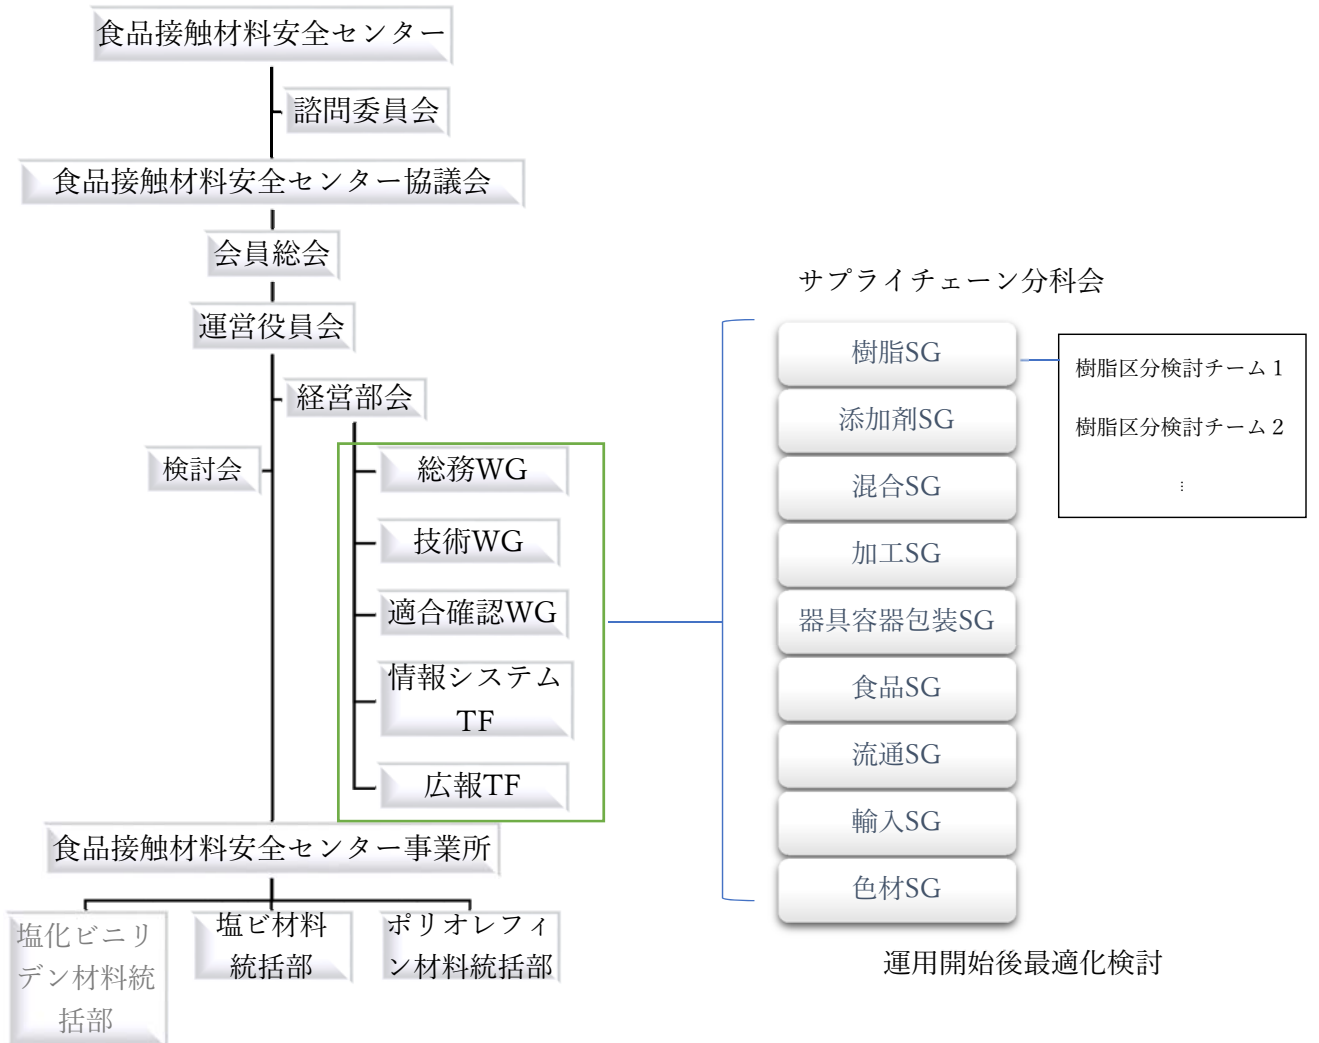 食品接触材料安全センター
諮問委員会
食品接触材料安全センター協議会
会員総会
運営役員会
経営部会
検討会
総務WG
技術WG
適合確認WG
情報システム
TF
広報TF
食品接触材料安全センター事業所
塩化ビニリ
デン材料統
括部
塩ビ材料
統括部
ポリオレフィ
ン材料統括部
サプライチェーン分科会
樹脂SG
添加剤SG
混合SG
加工SG
器具容器包装SG
食品SG
流通SG
輸入SG
色材SG
樹脂区分検討チーム１
樹脂区分検討チーム２
⋮
運用開始後最適化検討